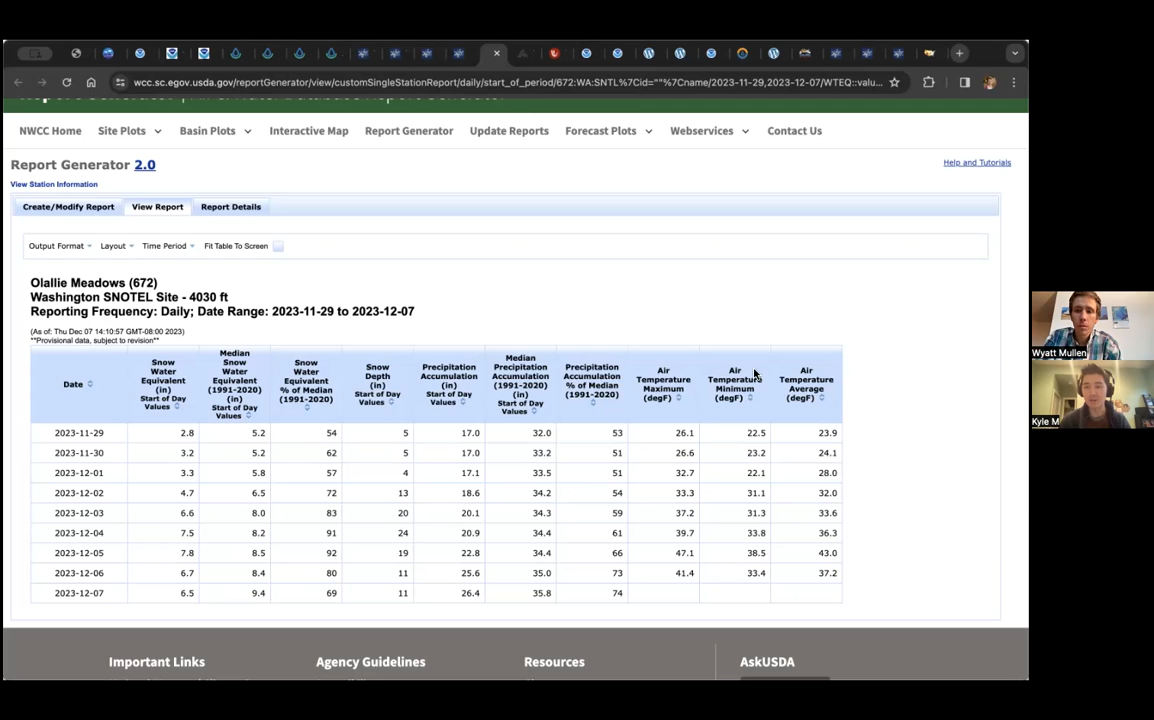 wcc.sc.egov.usda.gov/reportGenerator/view/customSingleStationReport/daily/start_of_period/672:WA:SNTL%7Cid=""%7Cname/2023-11-29,2023-12-07/WTEQ::valu...
NWCC Home Site Plots Basin Plots Interactive Map Report Generator Update Reports Forecast Plots Webservices Contact Us
Report Generator 2.0
Help and Tutorials
View Station Information
Create/Modify Report View Report Report Details
Output Format Layout Time Period Fit Table To Screen
Olallie Meadows (672)
Washington SNOTEL Site - 4030 ft
Reporting Frequency: Daily; Date Range: 2023-11-29 to 2023-12-07
(As of: Thu Dec 07 14:10:57 GMT-08:00 2023)
**Provisional data, subject to revision**
Date
Snow
Water
Equivalent
(in)
Start of Day
Values
Median
Snow
Water
Equivalent
(1991-2020)
(in)
Start of Day
Values
Snow
Water
Equivalent
% of Median
(1991-2020)
Snow
Depth
(in)
Start of Day
Values
Precipitation
Accumulation
(in)
Start of Day
Values
Median
Precipitation
Accumulation
(1991-2020)
(in)
Start of Day
Values
Precipitation
Accumulation
% of Median
(1991-2020)
Air
Temperature
Maximum
(degF)
Air
Temperature
Minimum
(degF)
Air
Temperature
Average
(degF)
2023-11-29 2.8 5.2 54 5 17.0 32.0 53 26.1 22.5 23.9
2023-11-30 3.2 5.2 62 5 17.0 33.2 51 26.6 23.2 24.1
2023-12-01 3.3 5.8 57 4 17.1 33.5 51 32.7 22.1 28.0
2023-12-02 4.7 6.5 72 13 18.6 34.2 54 33.3 31.1 32.0
2023-12-03 6.6 8.0 83 20 20.1 34.3 59 37.2 31.3 33.6
2023-12-04 7.5 8.2 91 24 20.9 34.4 61 39.7 33.8 36.3
2023-12-05 7.8 8.5 92 19 22.8 34.4 66 47.1 38.5 43.0
2023-12-06 6.7 8.4 80 11 25.6 35.0 73 41.4 33.4 37.2
2023-12-07 6.5 9.4 69 11 26.4 35.8 74
Important Links Agency Guidelines Resources AskUSDA
Wyatt Mullen
Kyle M